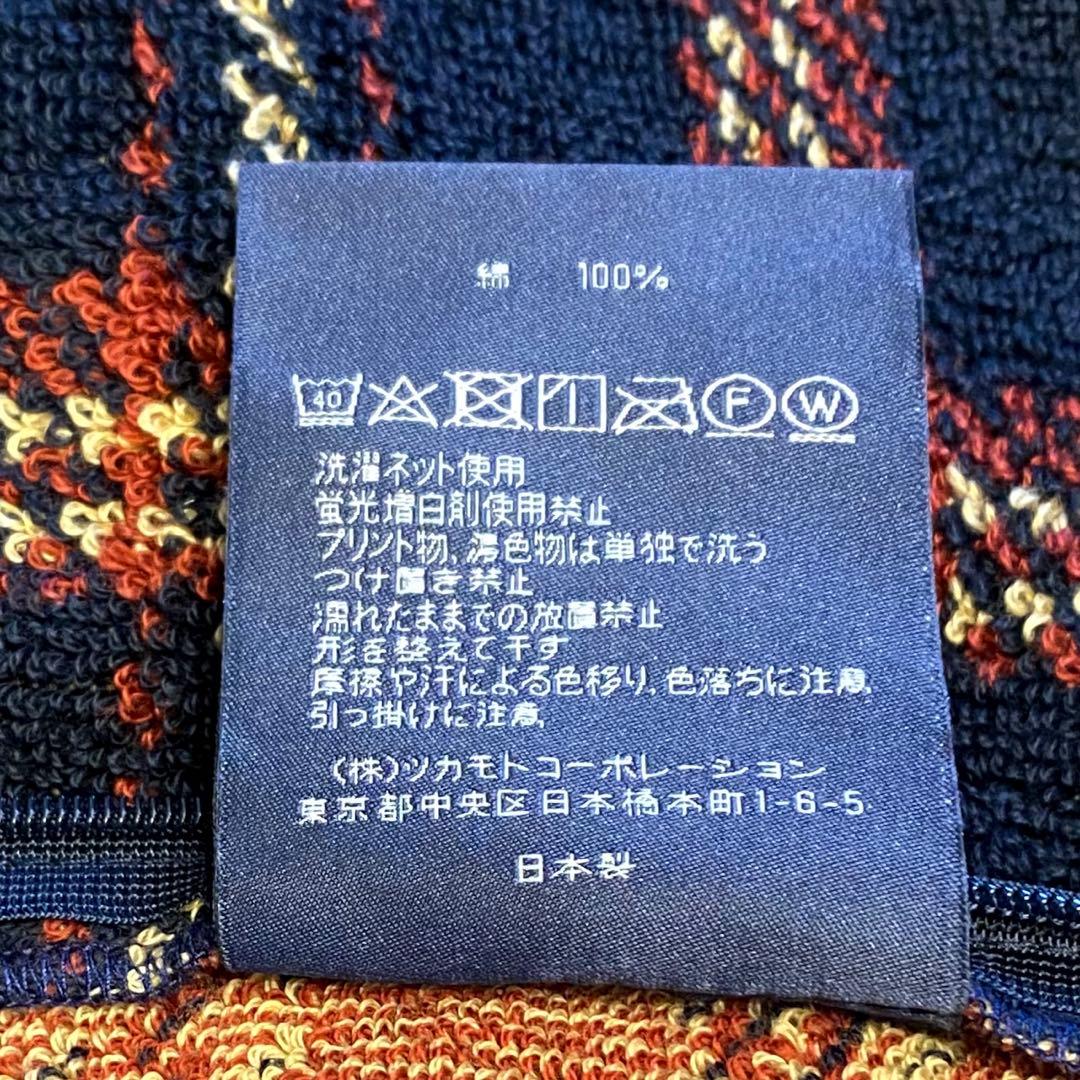 綿 100%
40 F W
洗濯ネット使用
蛍光増白剤使用禁止
プリント物、濃色物は単独で洗う
つけ置き禁止
濡れたままでの放置禁止
形を整えて干す
摩擦や汗による色移り、色落ちに注意.
引っ掛けに注意.
(株)ツカモトコーポレーション
東京都中央区日本橋本町1-6-5
日本製